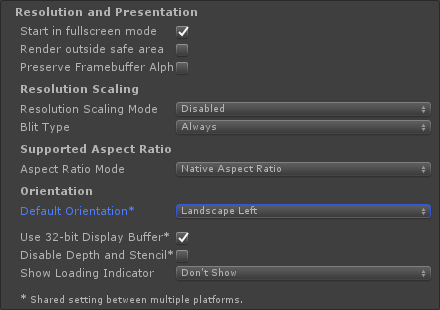 Resolution and Presentation
Start in fullscreen mode
Render outside safe area
Preserve Framebuffer Alph
Resolution Scaling
Resolution Scaling Mode Disabled
Blit Type Always
Supported Aspect Ratio
Aspect Ratio Mode Native Aspect Ratio
Orientation
Default Orientation* Landscape Left
Use 32-bit Display Buffer*
Disable Depth and Stencil*
Show Loading Indicator Don't Show
* Shared setting between multiple platforms.